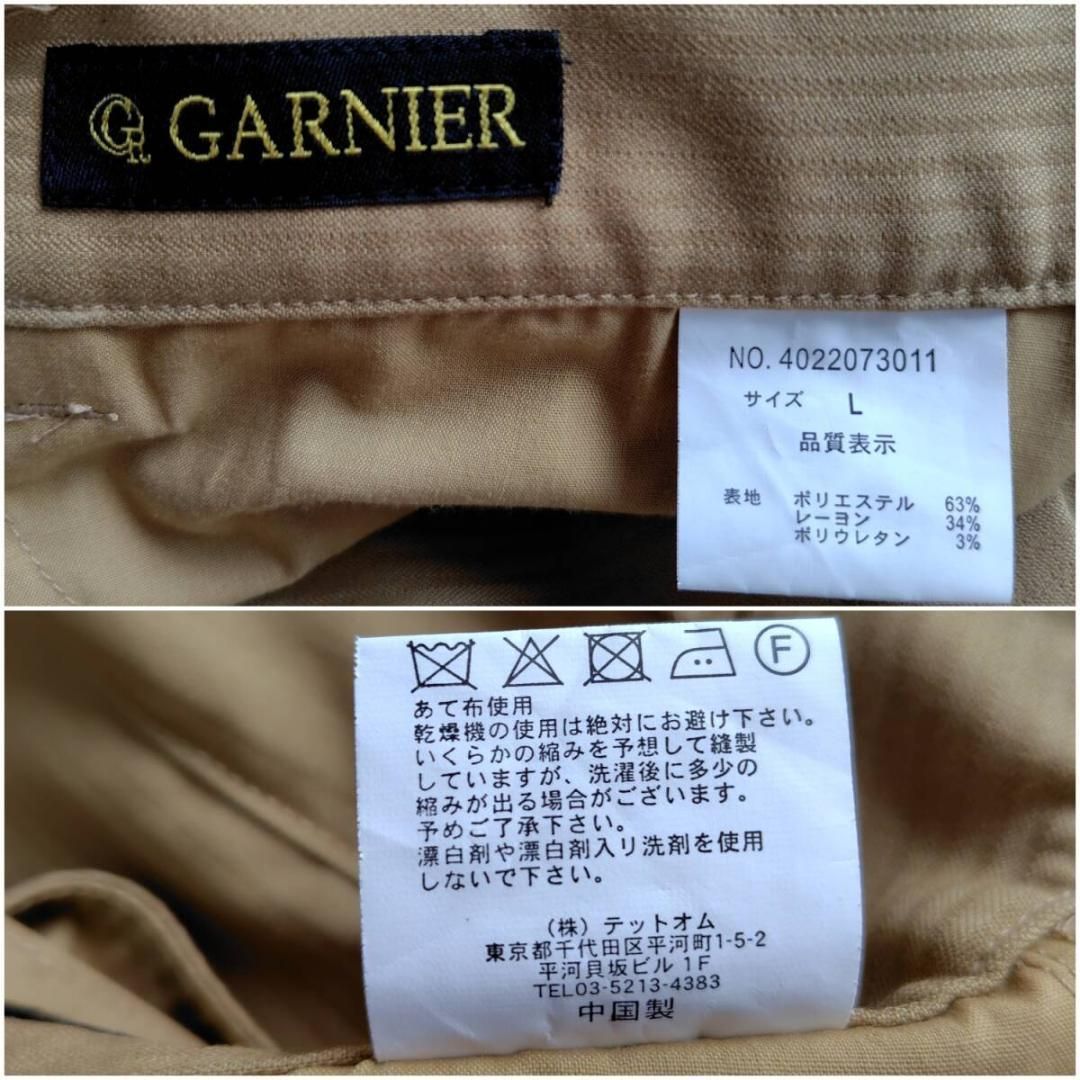 GR GARNIER
NO. 4022073011
サイズ L
品質表示
表地 ポリエステル 63%
レーヨン 34%
ポリウレタン 3%
F
あて布使用
乾燥機の使用は絶対にお避け下さい。
いくらかの縮みを予想して縫製
していますが、洗濯後に多少の
縮みが出る場合がございます。
予めご了承下さい。
漂白剤や漂白剤入り洗剤を使用
しないで下さい。
(株) テットオム
東京都千代田区平河町1-5-2
平河貝坂ビル 1F
TEL03-5213-4383
中国製